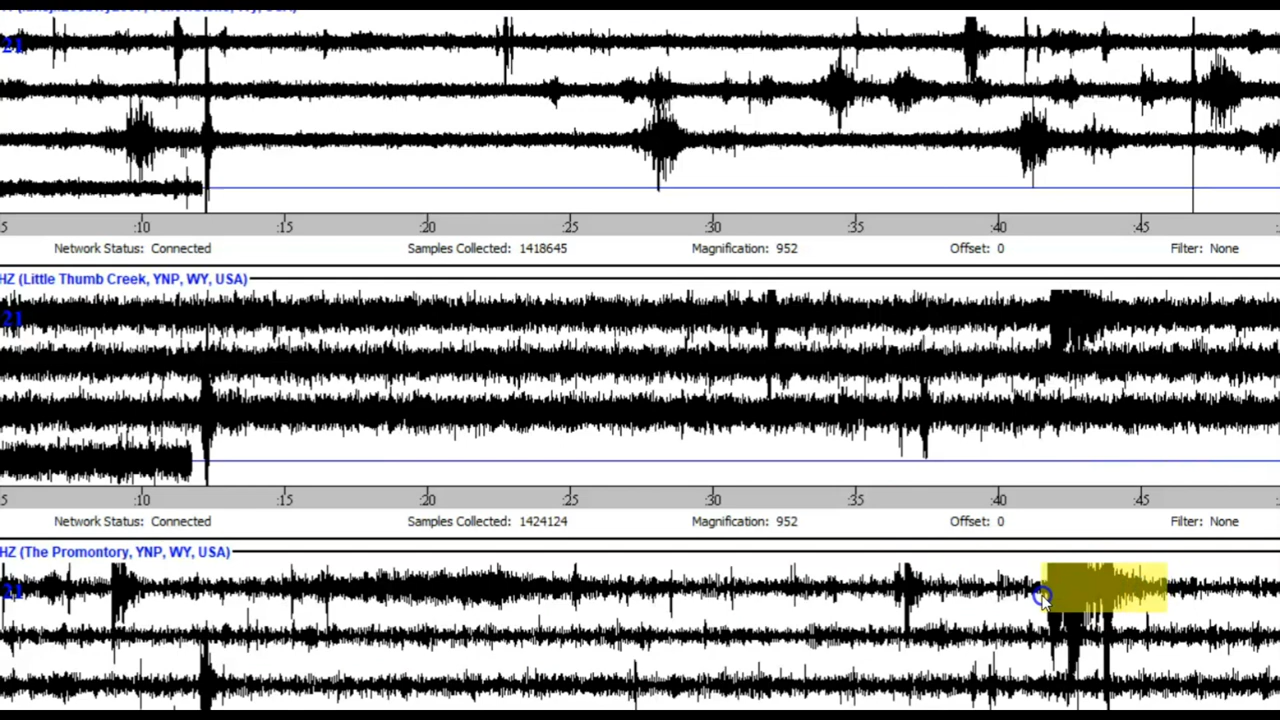 21
:10 :15 :20 :25 :30 :35 :40 :45
Network Status: Connected Samples Collected: 1418645 Magnification: 952 Offset: 0 Filter: None
HZ (Little Thumb Creek, YNP, WY, USA)
21
5 :10 :15 :20 :25 :30 :35 :40 :45
Network Status: Connected Samples Collected: 1424124 Magnification: 952 Offset: 0 Filter: None
HZ (The Promontory, YNP, WY, USA)
21